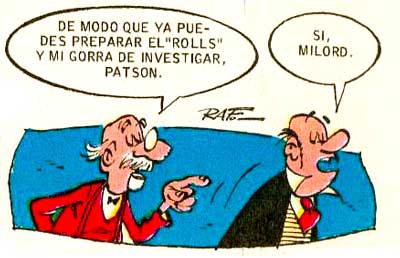 DE MODO QUE YA PUE-
DES PREPARAR EL "ROLLS"
Y MI GORRA DE INVESTIGAR,
PATSON.
SI,
MILORD.
RAF